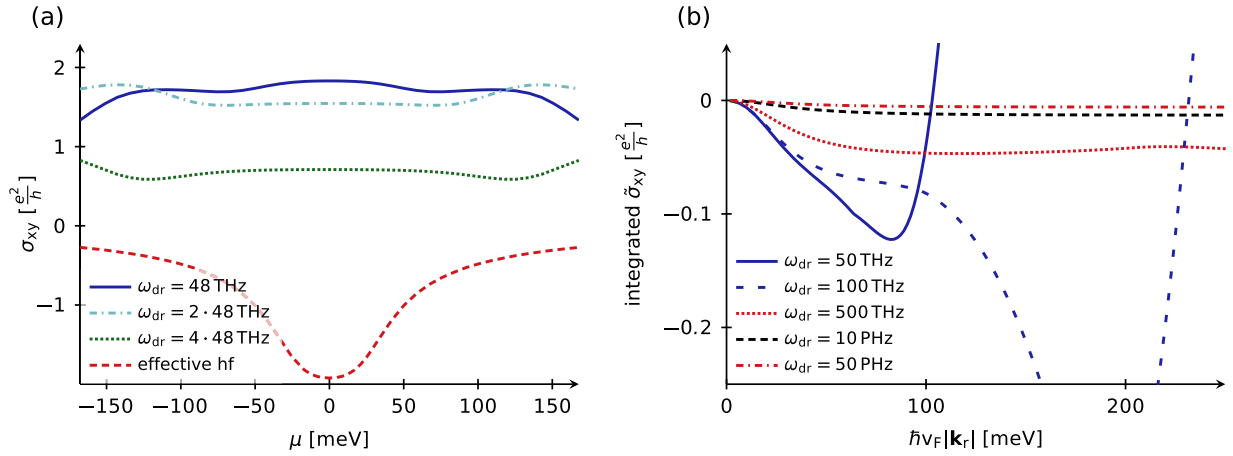 (a)
2
1
0
−1
σxy [e²/h]
ωdr = 48 THz
ωdr = 2 · 48 THz
ωdr = 4 · 48 THz
effective hf
−150 −100 −50 0 50 100 150
μ [meV]
(b)
0
−0.1
−0.2
integrated σ̃xy [e²/h]
ωdr = 50 THz
ωdr = 100 THz
ωdr = 500 THz
ωdr = 10 PHz
ωdr = 50 PHz
0 100 200
ħvF|kr| [meV]